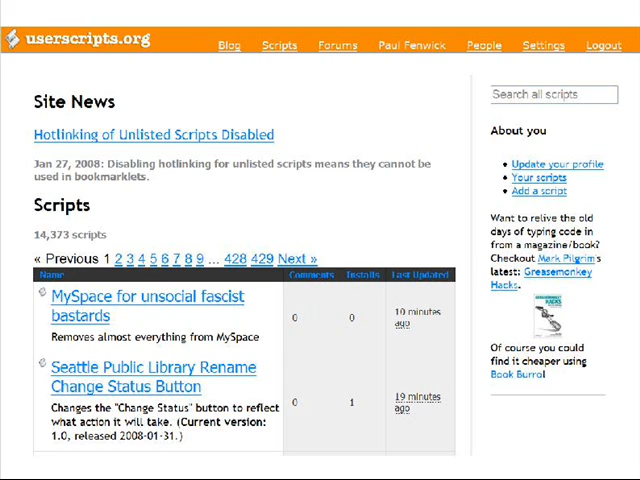 userscripts.org
Blog Scripts Forums Paul Fenwick People Settings Logout
Site News
Hotlinking of Unlisted Scripts Disabled
Jan 27, 2008: Disabling hotlinking for unlisted scripts means they cannot be
used in bookmarklets.
Scripts
14,373 scripts
« Previous 1 2 3 4 5 6 7 8 9 ... 428 429 Next »
Name Comments Installs Last Updated
MySpace for unsocial fascist
bastards
Removes almost everything from MySpace
0 0 10 minutes
ago
Seattle Public Library Rename
Change Status Button
Changes the "Change Status" button to reflect
what action it will take. (Current version:
1.0, released 2008-01-31.)
0 1 19 minutes
ago
Search all scripts
About you
Update your profile
Your scripts
Add a script
Want to relive the old
days of typing code in
from a magazine/book?
Checkout Mark Pilgrim's
latest: Greasemonkey
Hacks.
GREASEMONKEY
HACKS
Of course you could
find it cheaper using
Book Burro!